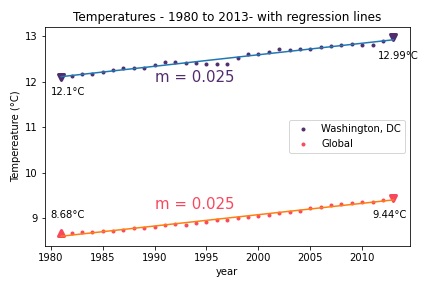 Temperatures - 1980 to 2013- with regression lines
13
12.99°C
m = 0.025
12
12.1°C
Tempereature (°C)
11
Washington, DC
Global
10
m = 0.025
8.68°C
9.44°C
9
1980
1985
1990
1995
2000
2005
2010
year